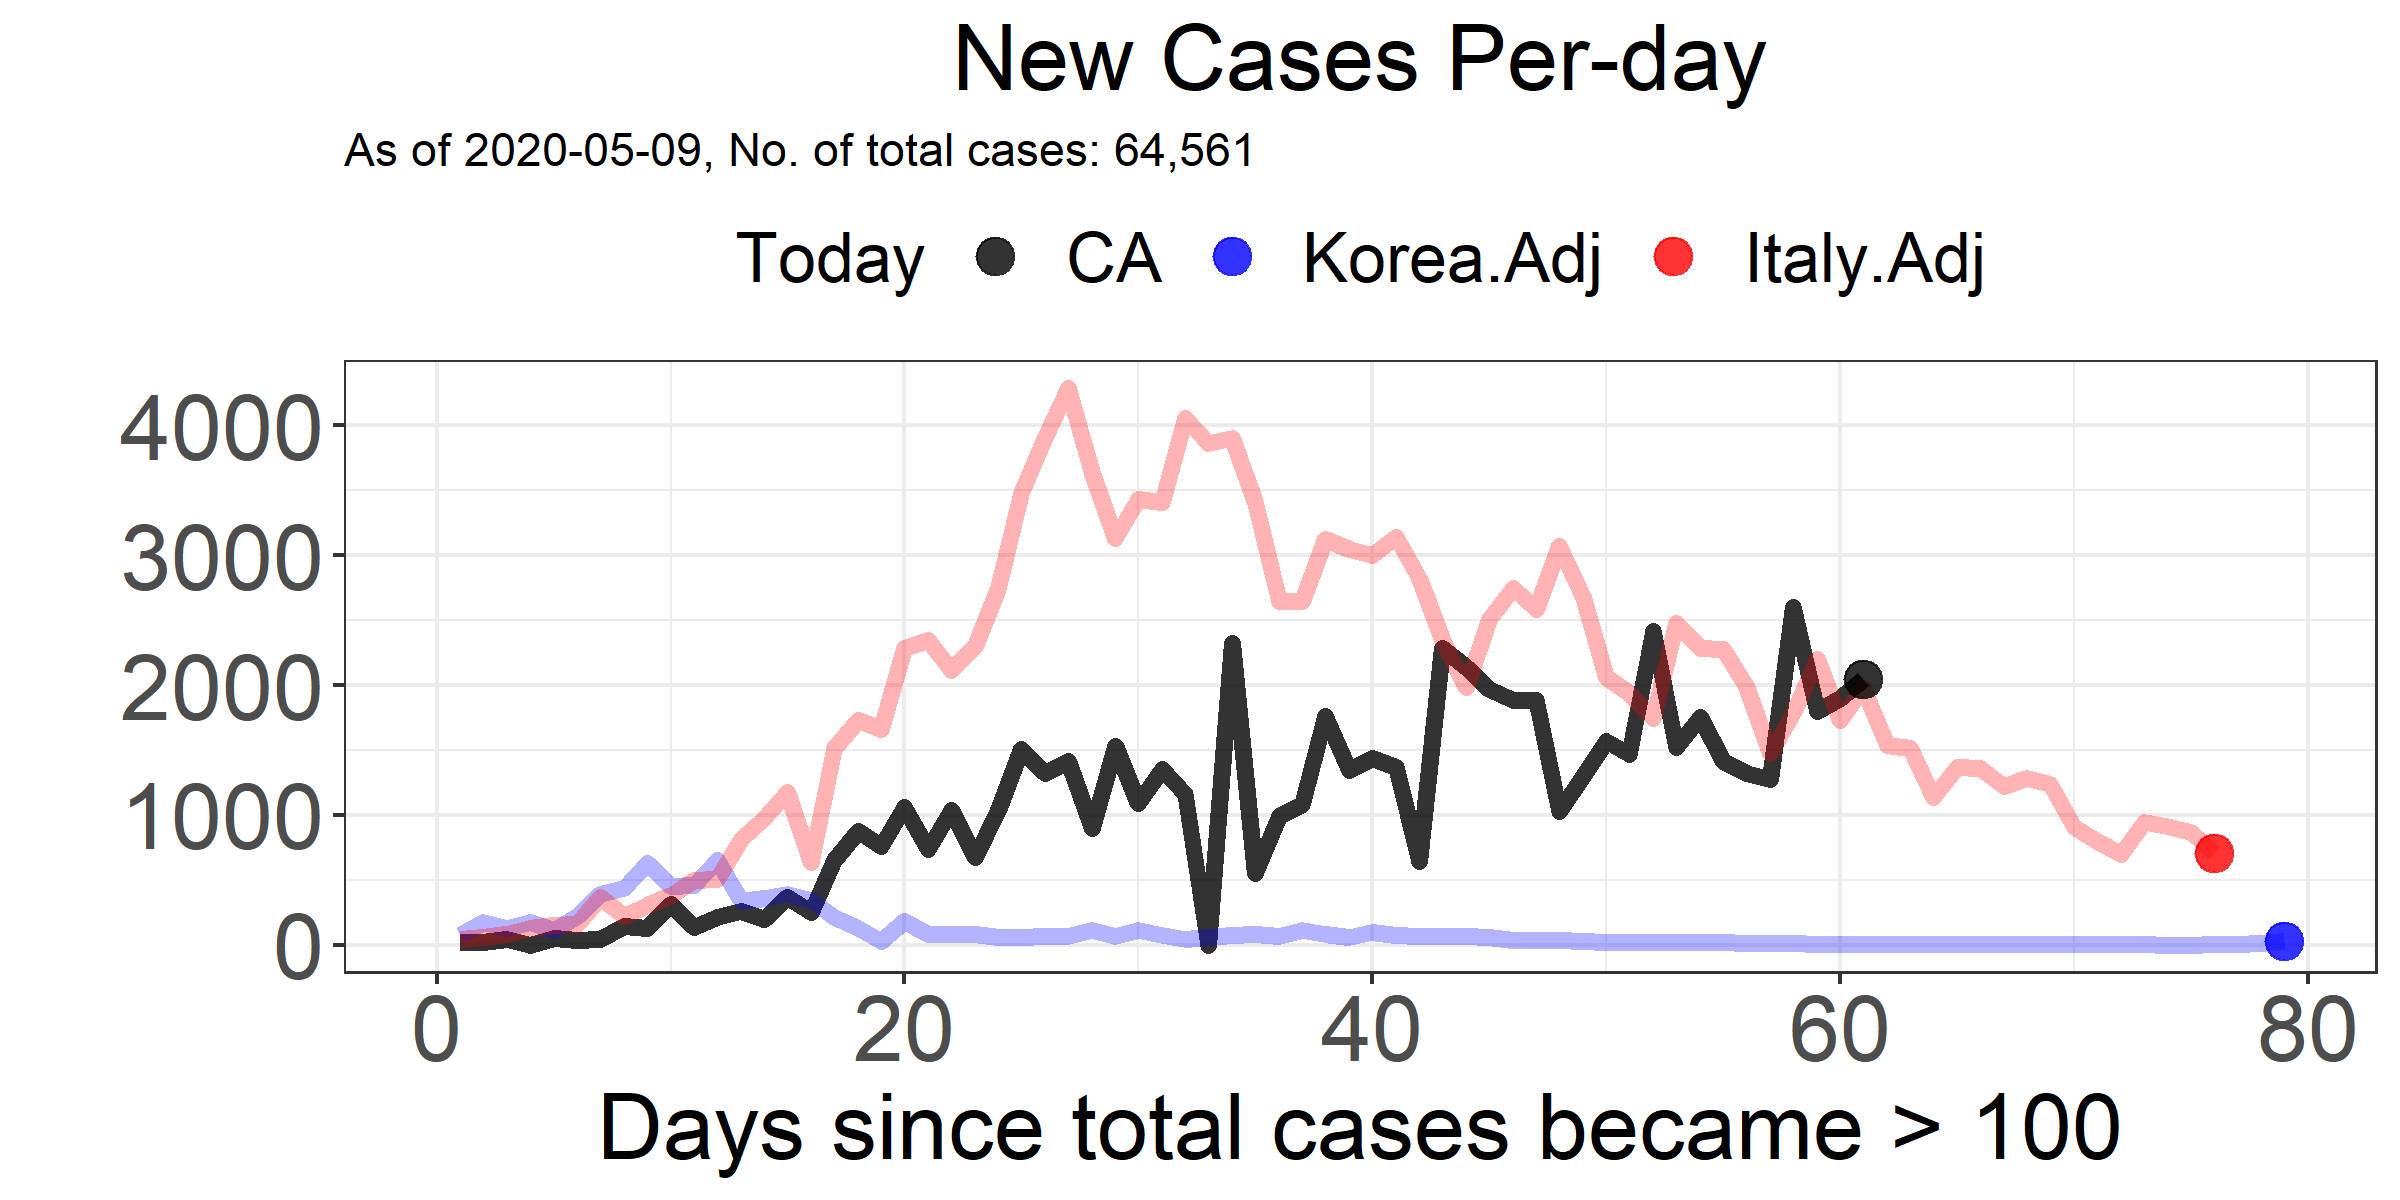 New Cases Per-day
As of 2020-05-09, No. of total cases: 64,561
Today CA Korea.Adj Italy.Adj
4000
3000
2000
1000
0
0 20 40 60 80
Days since total cases became > 100